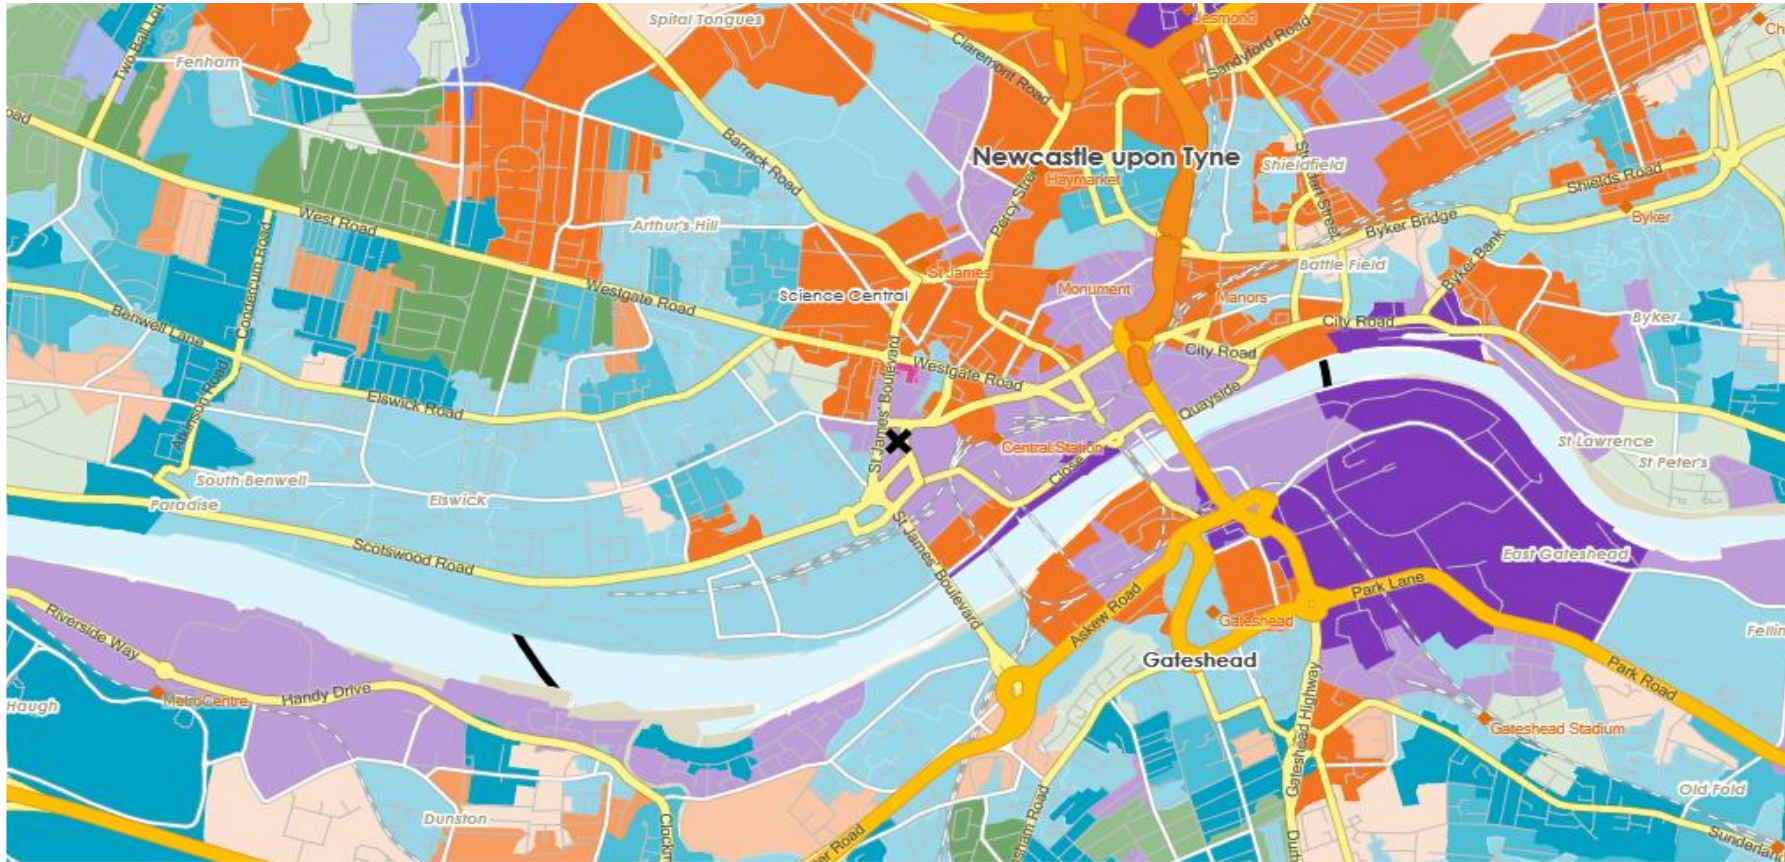 Spital Tongues
Jesmond
Claremont Road
Sandyford Road
Fenham
Barrack Road
Newcastle upon Tyne
Shieldfield
Haymarket
Percy Street
Shields Road
West Road
Arthur's Hill
Byker Bridge
Byker
Byker Bank
Battle Field
Condercum Road
St James
Science Central
Monument
Manors
Westgate Road
Benwell Lane
City Road
Byker
St James' Boulevard
City Road
Westgate Road
Atkinson Road
Elswick Road
Quayside
St Lawrence
Central Station
St Peter's
South Benwell
Close
Elswick
Paradise
Scotswood Road
St James' Boulevard
East Gateshead
Park Lane
Askew Road
Gateshead
Riverside Way
Gateshead
Park Road
MetroCentre
Handy Drive
Haugh
Gateshead Highway
Gateshead Stadium
Old Fold
Dunston